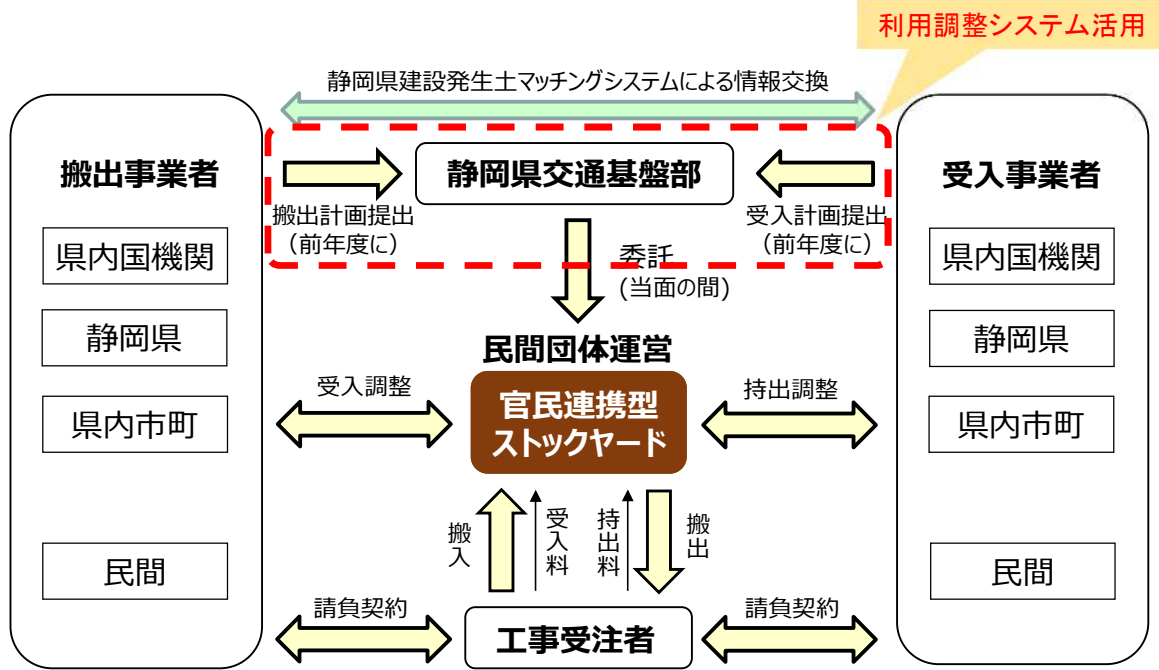 利用調整システム活用
静岡県建設発生土マッチングシステムによる情報交換
搬出事業者
県内国機関
静岡県
県内市町
民間
搬出計画提出
（前年度に）
静岡県交通基盤部
受入計画提出
（前年度に）
委託
(当面の間)
民間団体運営
官民連携型
ストックヤード
受入調整
持出調整
搬入
受入料
持出料
搬出
請負契約
工事受注者
請負契約
受入事業者
県内国機関
静岡県
県内市町
民間